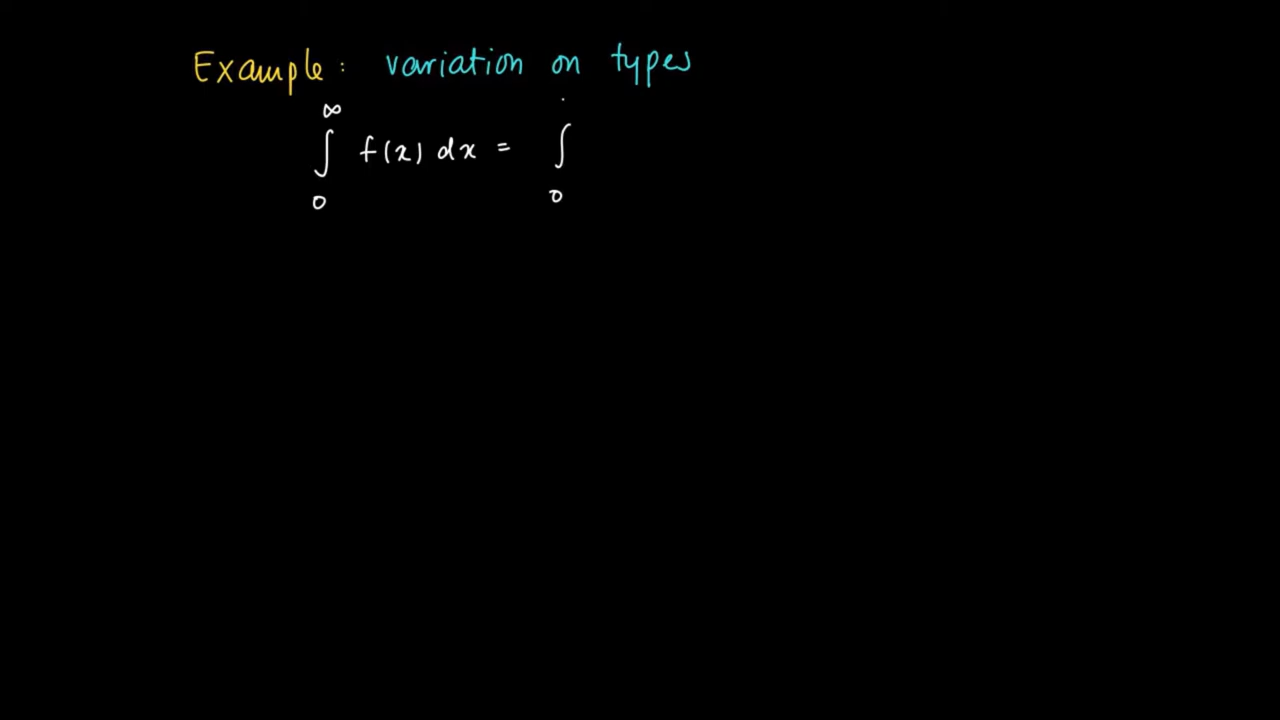 Example: variation on types
∫₀^∞ f(x) dx = ∫₀